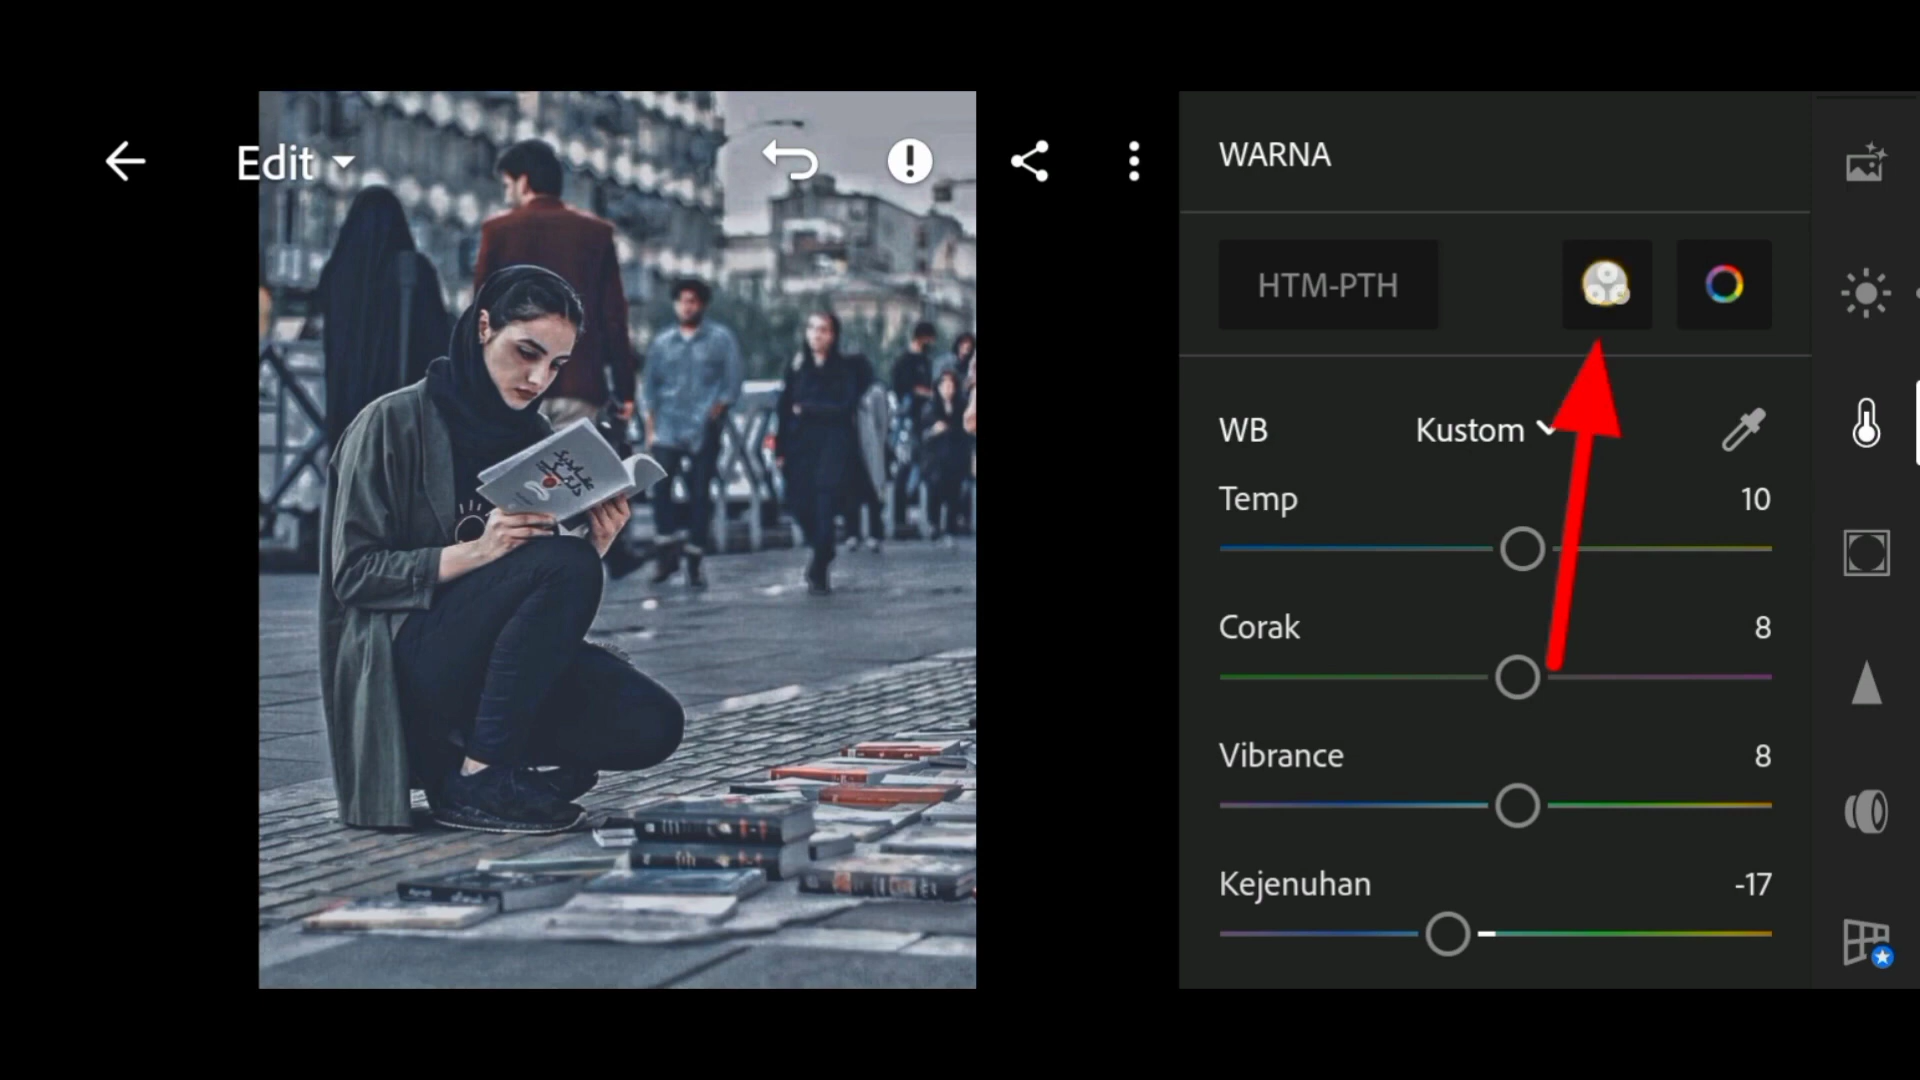 Edit
WARNA
HTM-PTH
WB
Kustom
Temp
10
Corak
8
Vibrance
8
Kejenuhan
-17